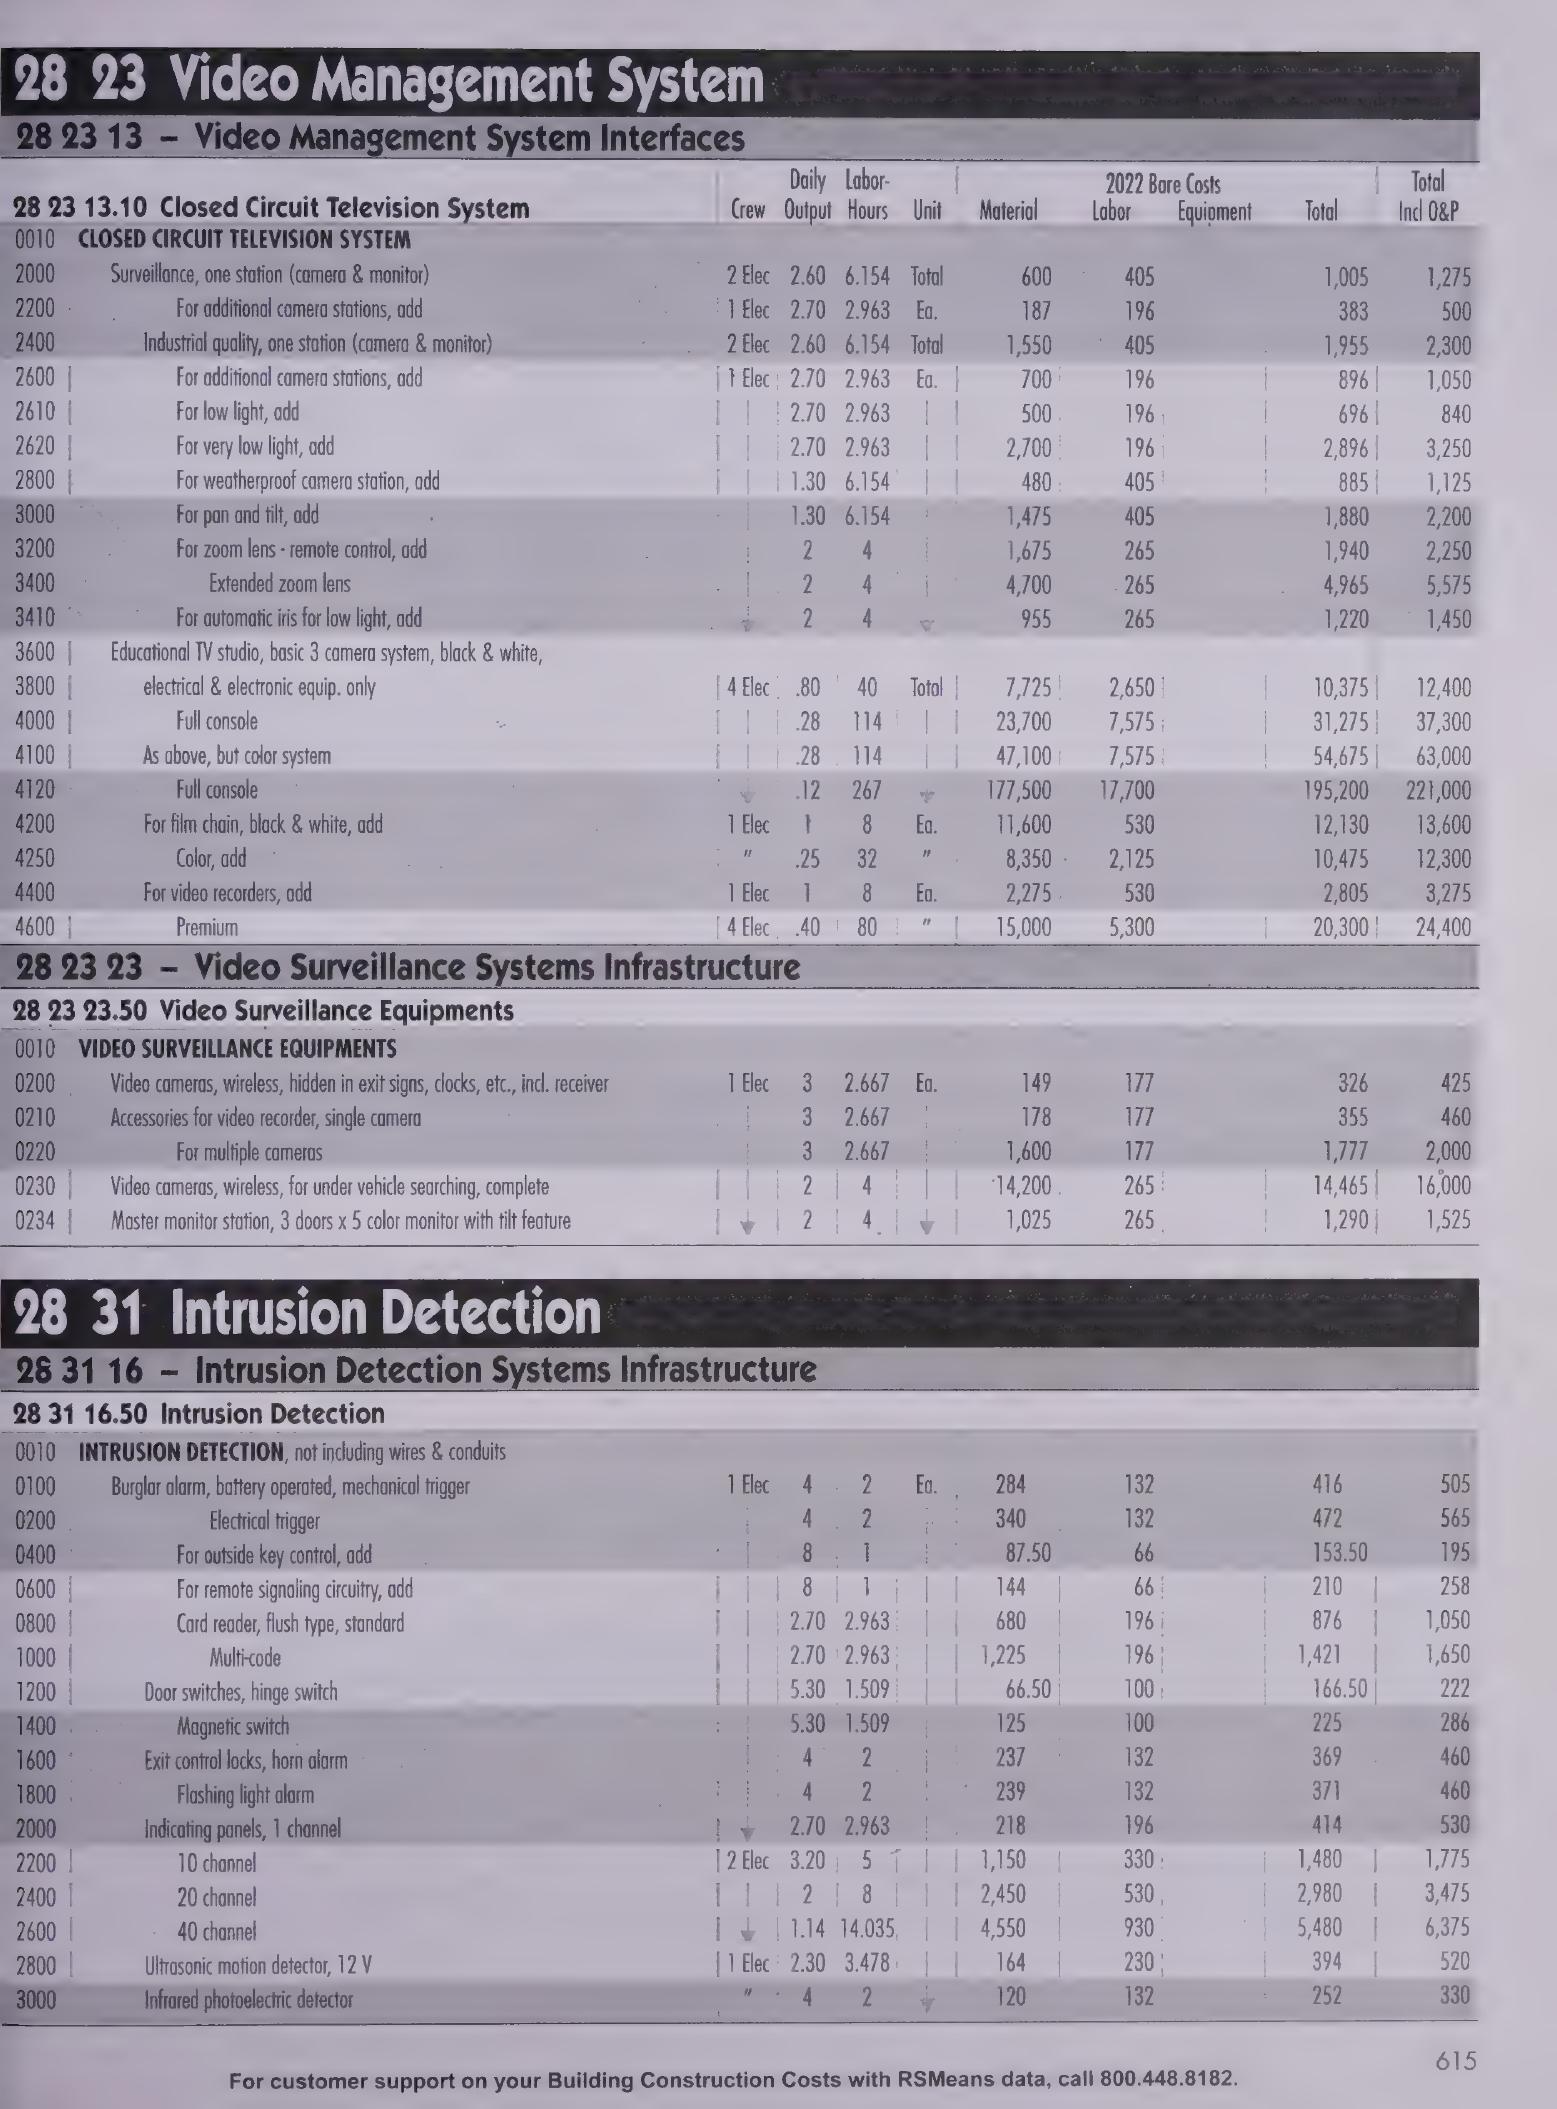 28 23 Video Management System
28 23 13 – Video Management System Interfaces
Daily Labor- 2022 Bare Costs Total
28 23 13.10 Closed Circuit Television System Crew Output Hours Unit Material Labor Equipment Total Incl O&P
0010 CLOSED CIRCUIT TELEVISION SYSTEM
2000 Surveillance, one station (camera & monitor) 2 Elec 2.60 6.154 Total 600 405 1,005 1,275
2200 For additional camera stations, add 1 Elec 2.70 2.963 Ea. 187 196 383 500
2400 Industrial quality, one station (camera & monitor) 2 Elec 2.60 6.154 Total 1,550 405 1,955 2,300
2600 For additional camera stations, add 1 Elec 2.70 2.963 Ea. 700 196 896 1,050
2610 For low light, add 2.70 2.963 500 196 696 840
2620 For very low light, add 2.70 2.963 2,700 196 2,896 3,250
2800 For weatherproof camera station, add 1.30 6.154 480 405 885 1,125
3000 For pan and tilt, add 1.30 6.154 1,475 405 1,880 2,200
3200 For zoom lens - remote control, add 2 4 1,675 265 1,940 2,250
3400 Extended zoom lens 2 4 4,700 265 4,965 5,575
3410 For automatic iris for low light, add 2 4 955 265 1,220 1,450
3600 Educational TV studio, basic 3 camera system, black & white,
3800 electrical & electronic equip. only 4 Elec .80 40 Total 7,725 2,650 10,375 12,400
4000 Full console .28 114 23,700 7,575 31,275 37,300
4100 As above, but color system .28 114 47,100 7,575 54,675 63,000
4120 Full console .12 267 177,500 17,700 195,200 221,000
4200 For film chain, black & white, add 1 Elec 1 8 Ea. 11,600 530 12,130 13,600
4250 Color, add " .25 32 " 8,350 2,125 10,475 12,300
4400 For video recorders, add 1 Elec 1 8 Ea. 2,275 530 2,805 3,275
4600 Premium 4 Elec .40 80 " 15,000 5,300 20,300 24,400
28 23 23 – Video Surveillance Systems Infrastructure
28 23 23.50 Video Surveillance Equipments
0010 VIDEO SURVEILLANCE EQUIPMENTS
0200 Video cameras, wireless, hidden in exit signs, clocks, etc., incl. receiver 1 Elec 3 2.667 Ea. 149 177 326 425
0210 Accessories for video recorder, single camera 3 2.667 178 177 355 460
0220 For multiple cameras 3 2.667 1,600 177 1,777 2,000
0230 Video cameras, wireless, for under vehicle searching, complete 2 4 14,200 265 14,465 16,000
0234 Master monitor station, 3 doors x 5 color monitor with tilt feature 2 4 1,025 265 1,290 1,525
28 31 Intrusion Detection
28 31 16 – Intrusion Detection Systems Infrastructure
28 31 16.50 Intrusion Detection
0010 INTRUSION DETECTION, not including wires & conduits
0100 Burglar alarm, battery operated, mechanical trigger 1 Elec 4 2 Ea. 284 132 416 505
0200 Electrical trigger 4 2 340 132 472 565
0400 For outside key control, add 8 1 87.50 66 153.50 195
0600 For remote signaling circuitry, add 8 1 144 66 210 258
0800 Card reader, flush type, standard 2.70 2.963 680 196 876 1,050
1000 Multi-code 2.70 2.963 1,225 196 1,421 1,650
1200 Door switches, hinge switch 5.30 1.509 66.50 100 166.50 222
1400 Magnetic switch 5.30 1.509 125 100 225 286
1600 Exit control locks, horn alarm 4 2 237 132 369 460
1800 Flashing light alarm 4 2 239 132 371 460
2000 Indicating panels, 1 channel 2.70 2.963 218 196 414 530
2200 10 channel 2 Elec 3.20 5 1,150 330 1,480 1,775
2400 20 channel 2 8 2,450 530 2,980 3,475
2600 40 channel 1.14 14.035 4,550 930 5,480 6,375
2800 Ultrasonic motion detector, 12 V 1 Elec 2.30 3.478 164 230 394 520
3000 Infrared photoelectric detector " 4 2 120 132 252 330
615
For customer support on your Building Construction Costs with RSMeans data, call 800.448.8182.